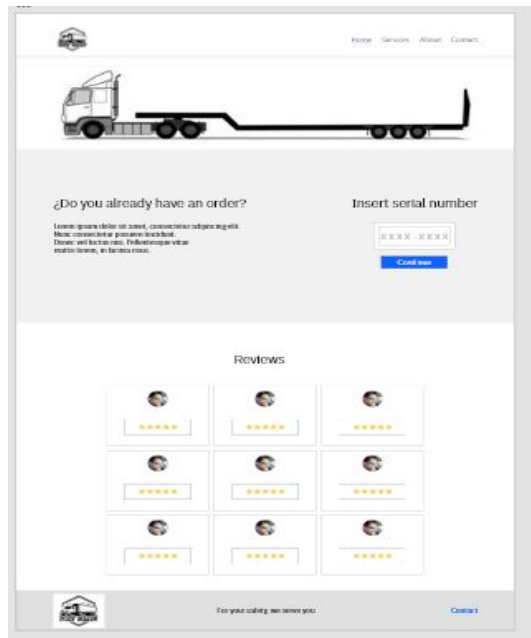 Home Services About Contact
¿Do you already have an order?
Lorem ipsum dolor sit amet, consectetur adipiscing elit.
Nunc consectetur posuere tincidunt.
Donec vel luctus nisi. Pellentesque vitae
mattis lorem, in lacinia risus.
Insert serial number
XXXX-XXXX
Continue
Reviews
For your safety, we serve you
Contact